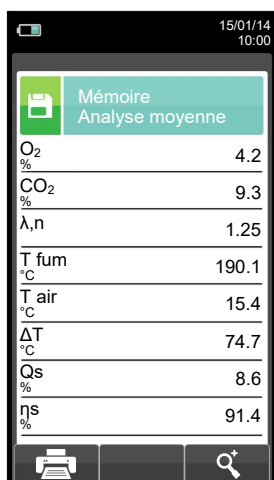 15/01/14
10:00
Mémoire
Analyse moyenne
O2 4.2
%
CO2 9.3
%
λ,n 1.25
T fum 190.1
°C
T air 15.4
°C
ΔT 74.7
°C
Qs 8.6
%
ηs 91.4
%